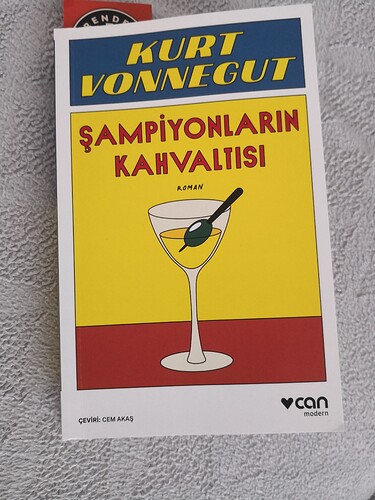 KURT
VONNEGUT
ŞAMPİYONLARIN
KAHVALTISI
ROMAN
can
modern
ÇEVİRİ: CEM AKAŞ